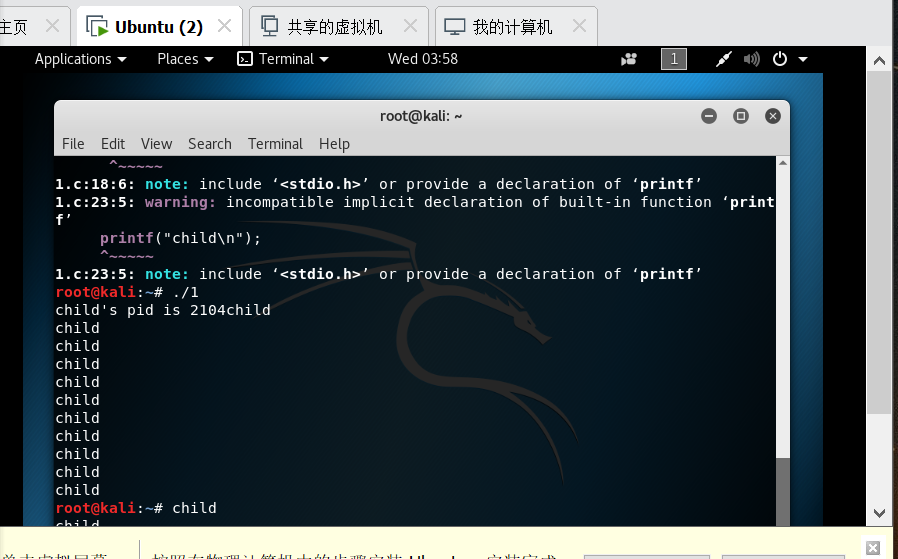 主页
Ubuntu (2)
共享的虚拟机
我的计算机
Applications
Places
Terminal
Wed 03:58
1
root@kali: ~
File Edit View Search Terminal Help
^~~~~~
1.c:18:6: note: include ‘<stdio.h>’ or provide a declaration of ‘printf’
1.c:23:5: warning: incompatible implicit declaration of built-in function ‘print
f’
printf("child\n");
^~~~~~
1.c:23:5: note: include ‘<stdio.h>’ or provide a declaration of ‘printf’
root@kali:~# ./1
child's pid is 2104child
child
child
child
child
child
child
child
child
child
child
root@kali:~# child
child